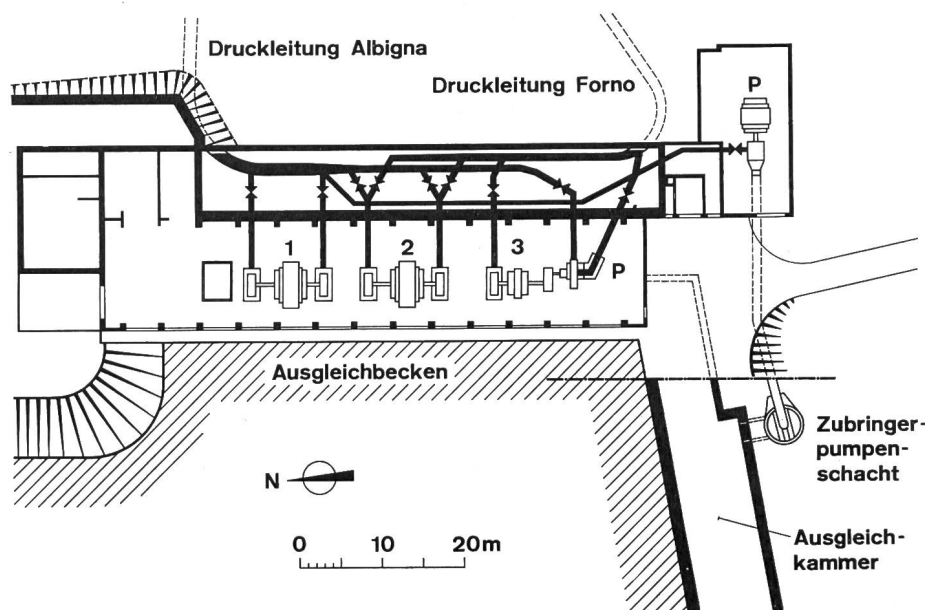 Druckleitung Albigna
Druckleitung Forno
P
1 2 3
P
Ausgleichbecken
Zubringer-
pumpen-
schacht
N
0 10 20m
Ausgleich-
kammer